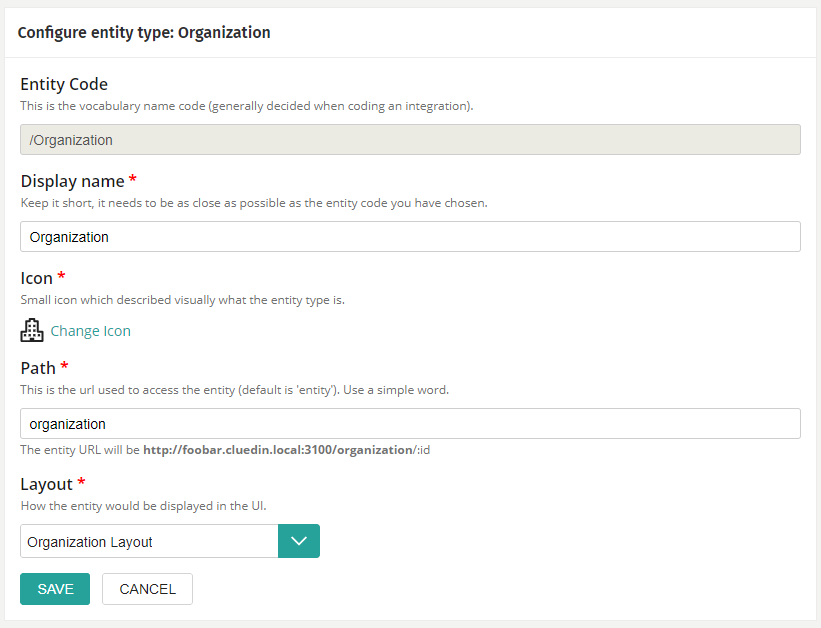 Configure entity type: Organization
Entity Code
This is the vocabulary name code (generally decided when coding an integration).
/Organization
Display name *
Keep it short, it needs to be as close as possible as the entity code you have chosen.
Organization
Icon *
Small icon which described visually what the entity type is.
Change Icon
Path *
This is the url used to access the entity (default is 'entity'). Use a simple word.
organization
The entity URL will be http://foobar.cluedin.local:3100/organization/:id
Layout *
How the entity would be displayed in the UI.
Organization Layout
SAVE CANCEL